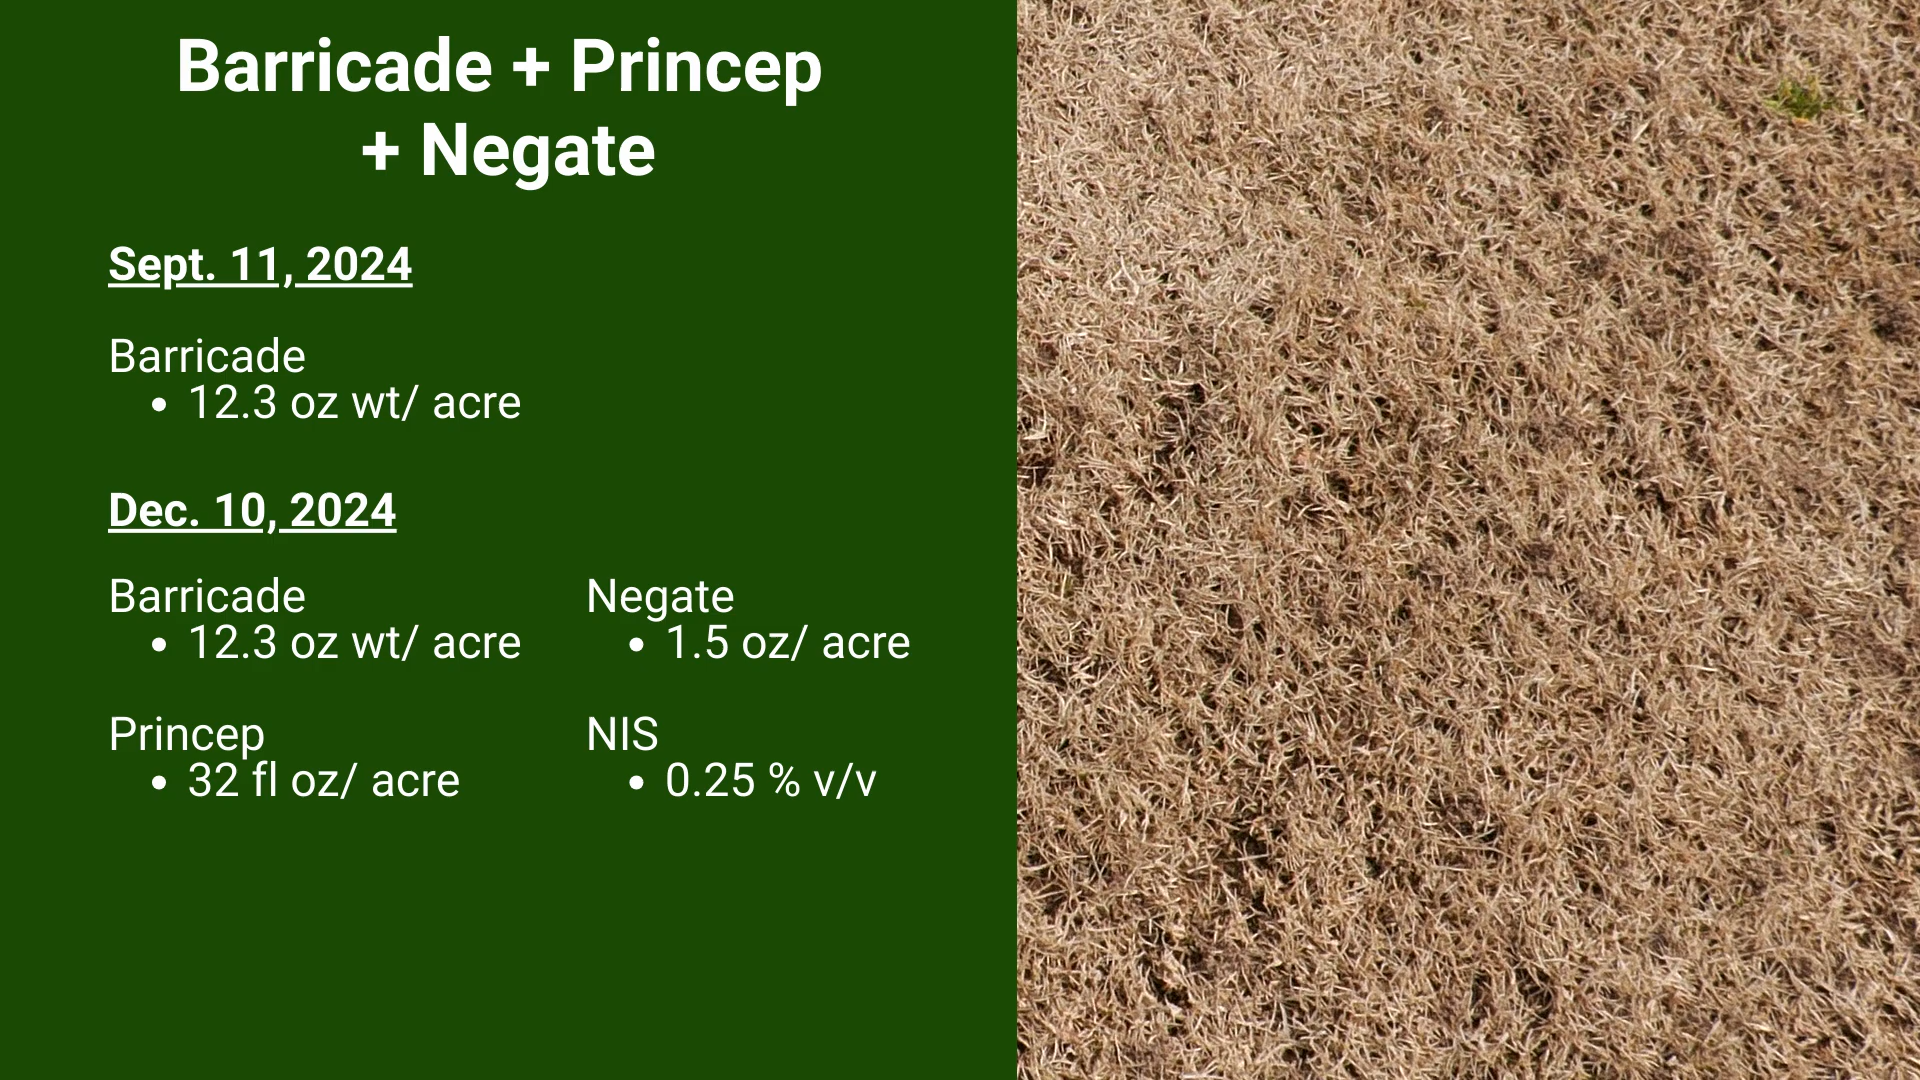 Barricade + Princep
+ Negate
Sept. 11, 2024
Barricade
• 12.3 oz wt/ acre
Dec. 10, 2024
Barricade
• 12.3 oz wt/ acre
Princep
• 32 fl oz/ acre
Negate
• 1.5 oz/ acre
NIS
• 0.25 % v/v